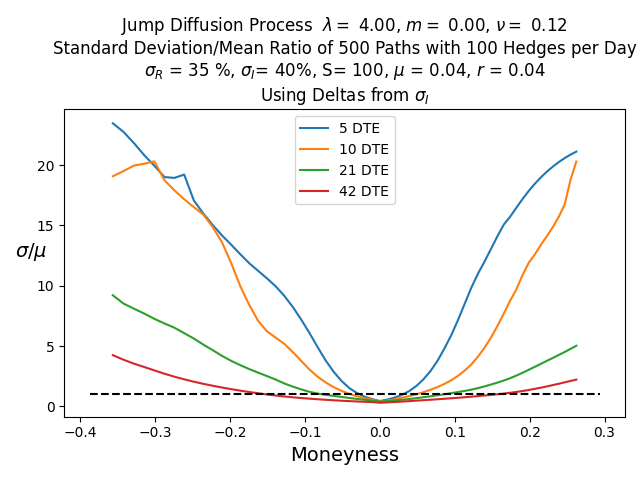 Jump Diffusion Process λ = 4.00, m = 0.00, ν = 0.12
Standard Deviation/Mean Ratio of 500 Paths with 100 Hedges per Day
σ_R = 35 %, σ_I= 40%, S= 100, μ = 0.04, r = 0.04
Using Deltas from σ_I
5 DTE
10 DTE
21 DTE
42 DTE
σ/μ
20
15
10
5
0
−0.4 −0.3 −0.2 −0.1 0.0 0.1 0.2 0.3
Moneyness